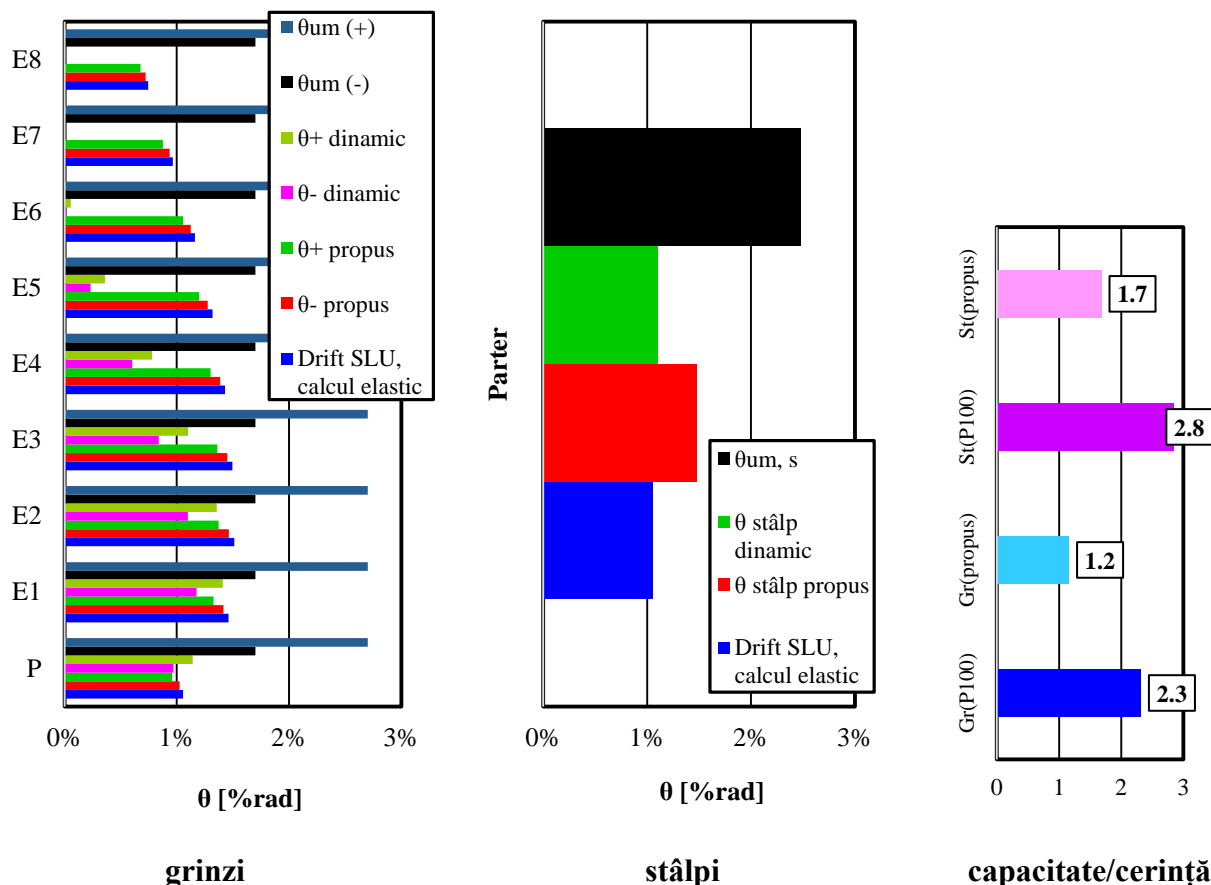 E8
E7
E6
E5
E4
E3
E2
E1
P
0%
1%
2%
3%
θ [%rad]
grinzi
θum (+)
θum (-)
θ+ dinamic
θ- dinamic
θ+ propus
θ- propus
Drift SLU,
calcul elastic
Parter
0%
1%
2%
3%
θ [%rad]
stâlpi
θum, s
θ stâlp
dinamic
θ stâlp propus
Drift SLU,
calcul elastic
St(propus)
St(P100)
Gr(propus)
Gr(P100)
1.7
2.8
1.2
2.3
0
1
2
3
capacitate/cerință